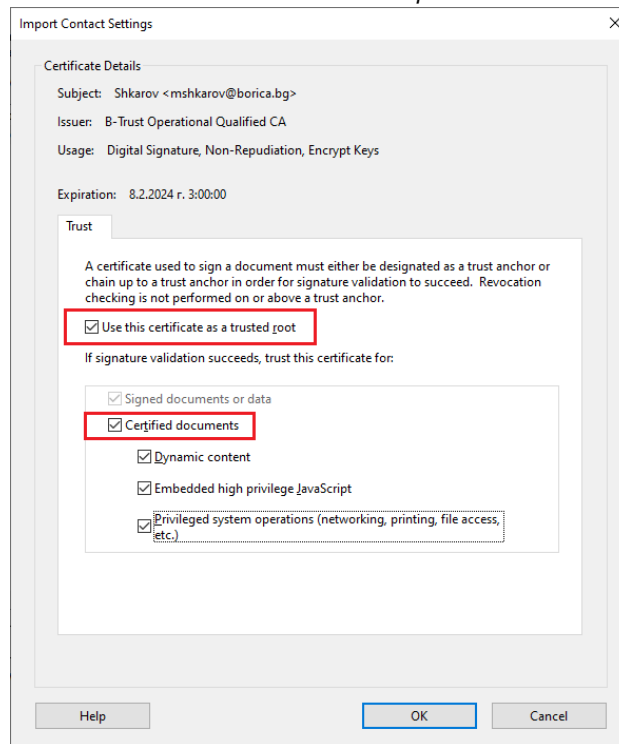 Import Contact Settings
Certificate Details
Subject: Shkarov <mshkarov@borica.bg>
Issuer: B-Trust Operational Qualified CA
Usage: Digital Signature, Non-Repudiation, Encrypt Keys
Expiration: 8.2.2024 г. 3:00:00
Trust
A certificate used to sign a document must either be designated as a trust anchor or
chain up to a trust anchor in order for signature validation to succeed. Revocation
checking is not performed on or above a trust anchor.
Use this certificate as a trusted root
If signature validation succeeds, trust this certificate for:
Signed documents or data
Certified documents
Dynamic content
Embedded high privilege JavaScript
Privileged system operations (networking, printing, file access,
etc.)
Help
OK
Cancel